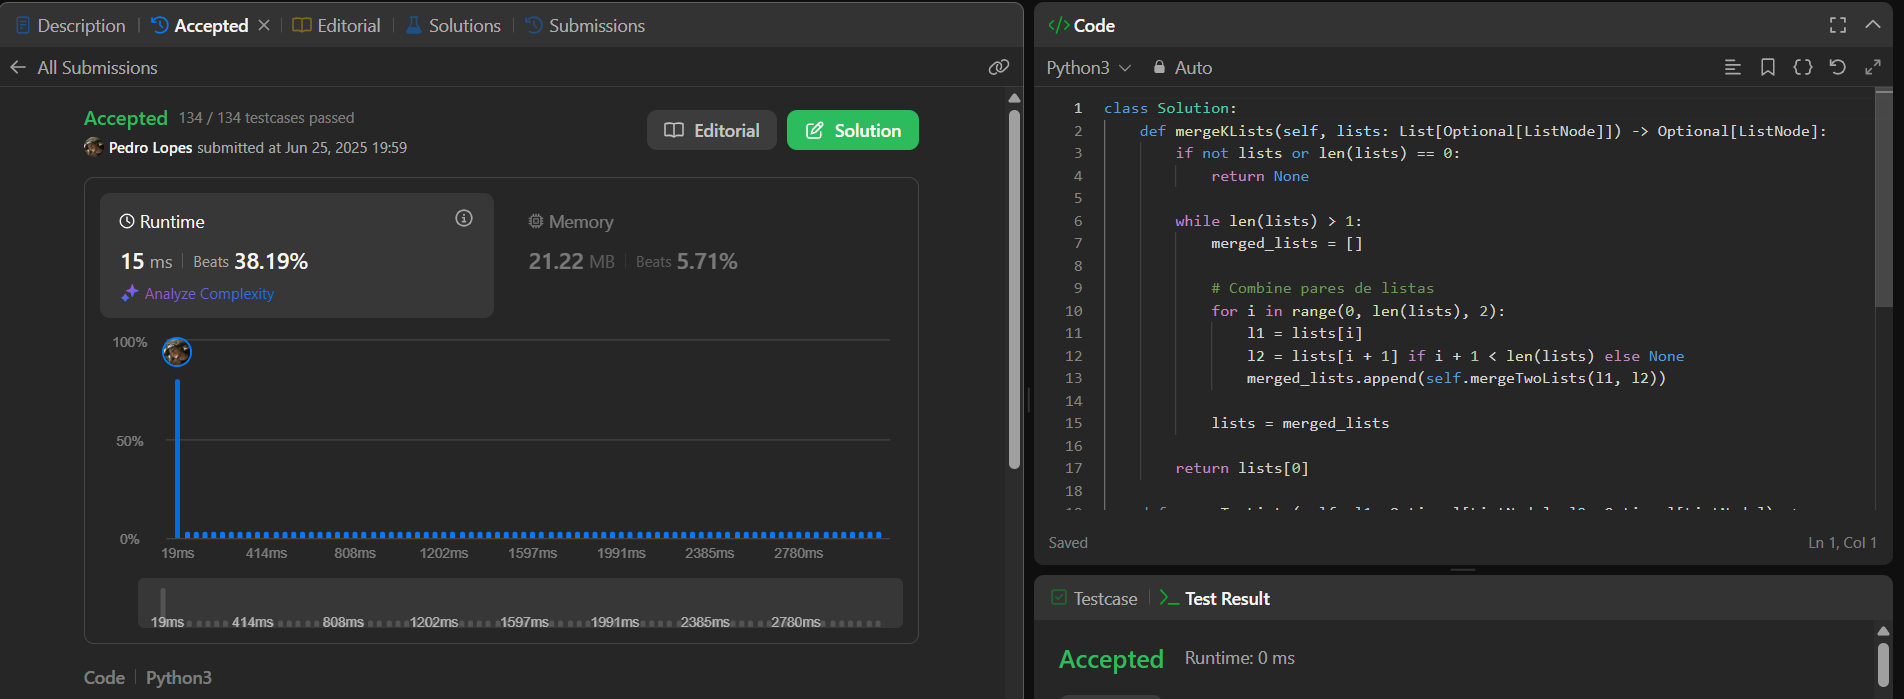 Description | Accepted | Editorial | Solutions | Submissions
All Submissions
Accepted 134 / 134 testcases passed
Pedro Lopes submitted at Jun 25, 2025 19:59
Editorial
Solution
Runtime
15 ms | Beats 38.19%
Analyze Complexity
Memory
21.22 MB | Beats 5.71%
100%
50%
0%
19ms 414ms 808ms 1202ms 1597ms 1991ms 2385ms 2780ms
19ms 414ms 808ms 1202ms 1597ms 1991ms 2385ms 2780ms
Code | Python3
</> Code
Python3 Auto
1 class Solution:
2 def mergeKLists(self, lists: List[Optional[ListNode]]) -> Optional[ListNode]:
3 if not lists or len(lists) == 0:
4 return None
5
6 while len(lists) > 1:
7 merged_lists = []
8
9 # Combine pares de listas
10 for i in range(0, len(lists), 2):
11 l1 = lists[i]
12 l2 = lists[i + 1] if i + 1 < len(lists) else None
13 merged_lists.append(self.mergeTwoLists(l1, l2))
14
15 lists = merged_lists
16
17 return lists[0]
18
Saved
Ln 1, Col 1
Testcase | Test Result
Accepted Runtime: 0 ms